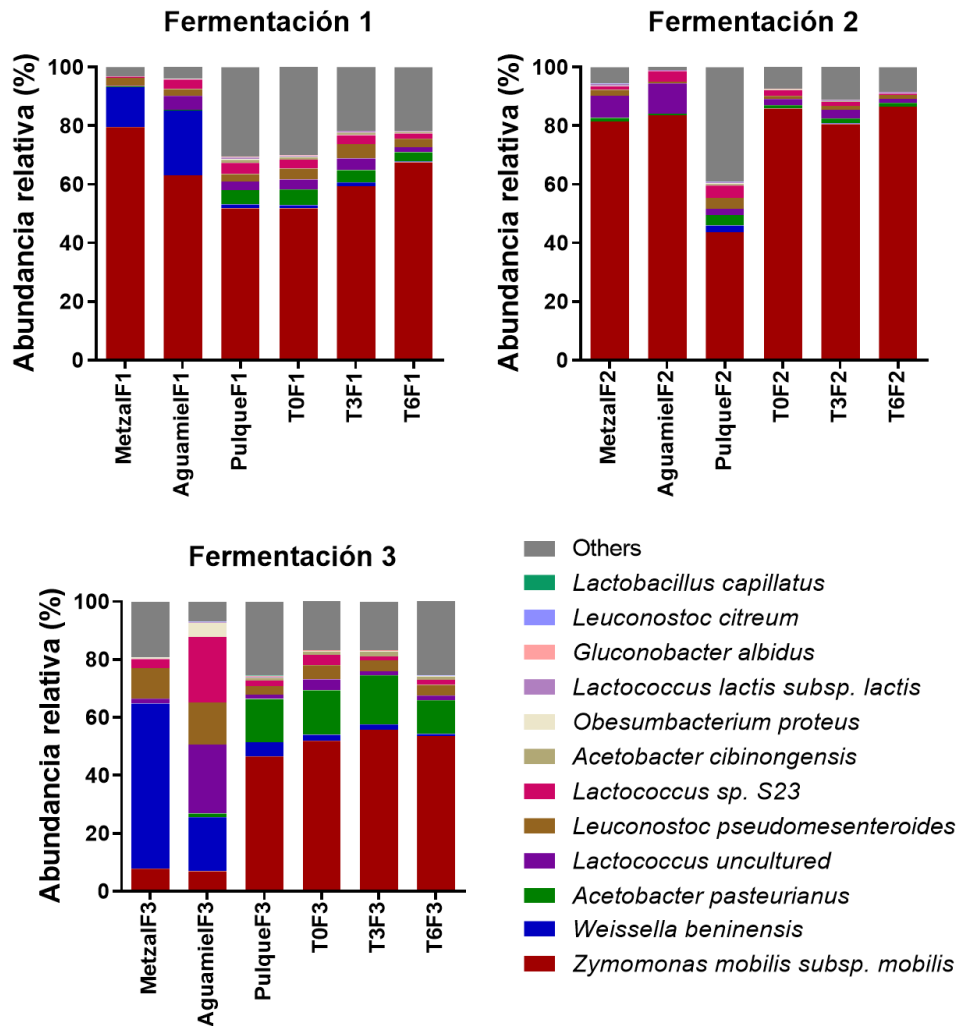 Fermentación 1
Abundancia relativa (%)
100
80
60
40
20
0
MetzalF1
AguamielF1
PulqueF1
T0F1
T3F1
T6F1
Fermentación 2
Abundancia relativa (%)
100
80
60
40
20
0
MetzalF2
AguamielF2
PulqueF2
T0F2
T3F2
T6F2
Fermentación 3
Abundancia relativa (%)
100
80
60
40
20
0
MetzalF3
AguamielF3
PulqueF3
T0F3
T3F3
T6F3
Others
Lactobacillus capillatus
Leuconostoc citreum
Gluconobacter albidus
Lactococcus lactis subsp. lactis
Obesumbacterium proteus
Acetobacter cibinongensis
Lactococcus sp. S23
Leuconostoc pseudomesenteroides
Lactococcus uncultured
Acetobacter pasteurianus
Weissella beninensis
Zymomonas mobilis subsp. mobilis